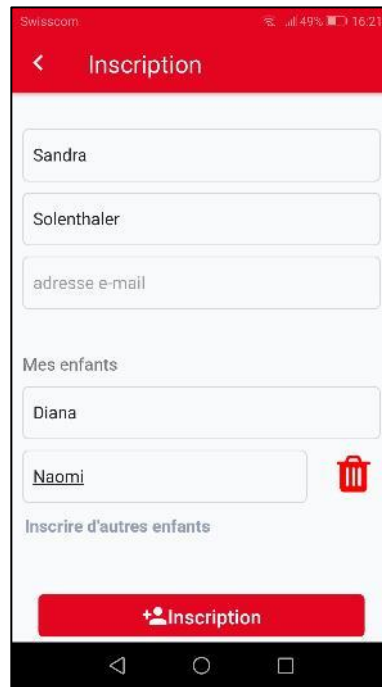 Swisscom 49% 16:21
Inscription
Sandra
Solenthaler
adresse e-mail
Mes enfants
Diana
Naomi
Inscrire d'autres enfants
Inscription